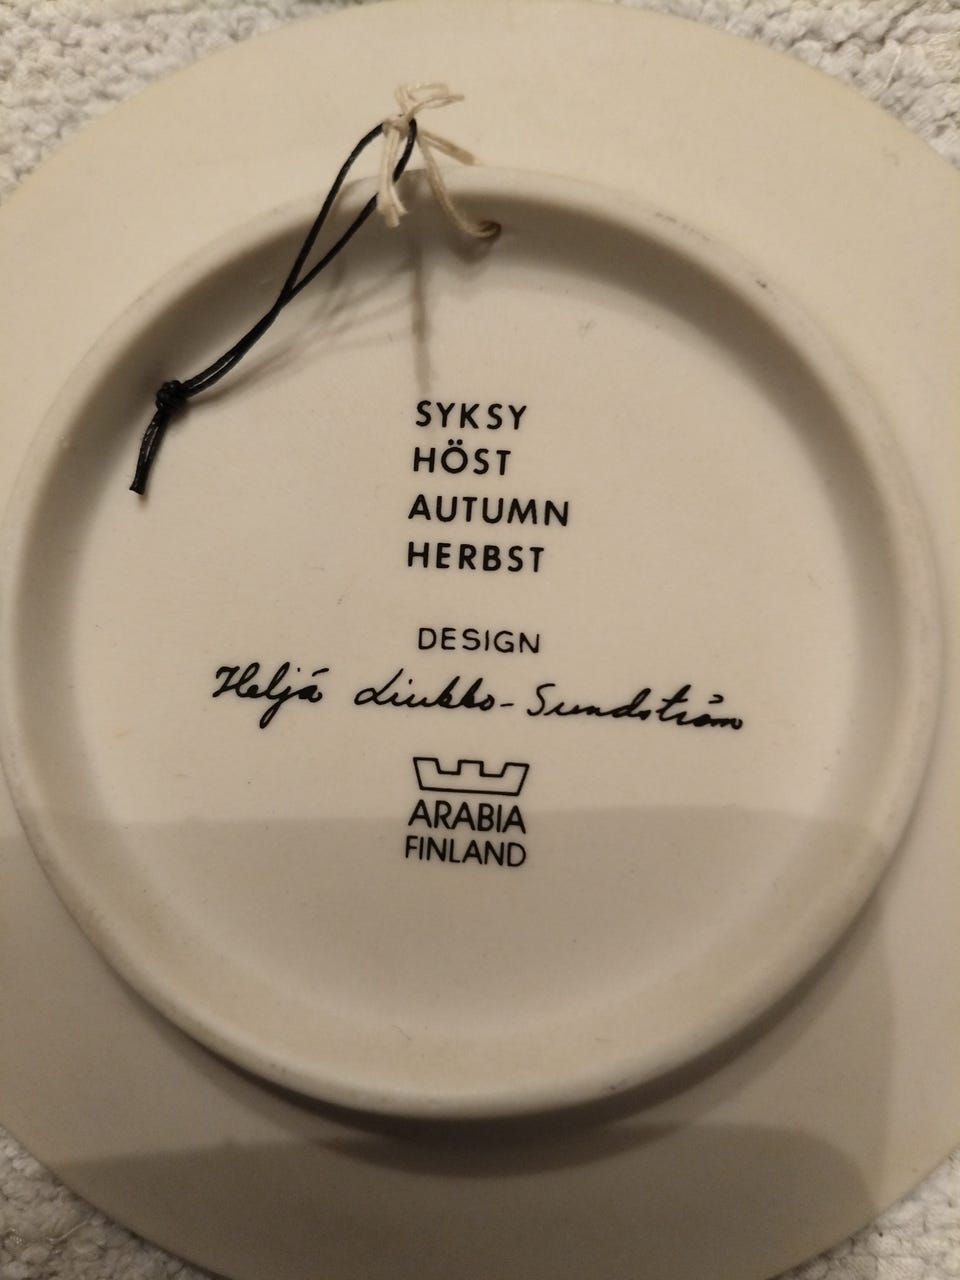 SYKSY
HÖST
AUTUMN
HERBST
DESIGN
Heljä Liukko-Sundström
ARABIA
FINLAND